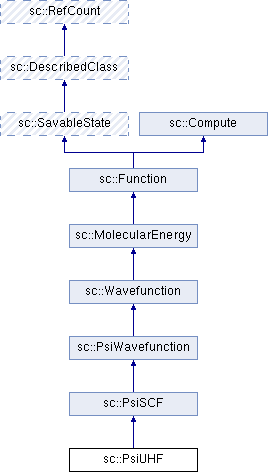 sc::RefCount
sc::DescribedClass
sc::SavableState
sc::Compute
sc::Function
sc::MolecularEnergy
sc::Wavefunction
sc::PsiWavefunction
sc::PsiSCF
sc::PsiUHF